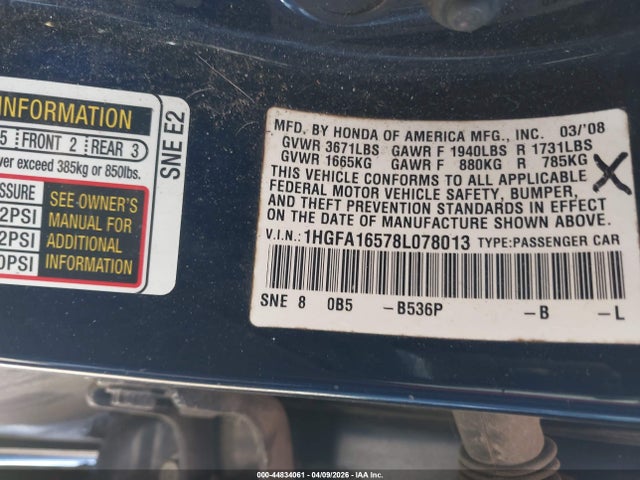 INFORMATION
5 FRONT 2 REAR 3
ver exceed 385kg or 850lbs.
SSURE
2PSI
2PSI
0PSI
SEE-OWNER'S
MANUAL FOR
ADDITIONAL
INFORMATION
SNE E2
MFD. BY HONDA OF AMERICA MFG., INC. 03/'08
GVWR 3671LBS GAWR F 1940LBS R 1731LBS
GVWR 1665KG GAWR F 880KG R 785KG
THIS VEHICLE CONFORMS TO ALL APPLICABLE
FEDERAL MOTOR VEHICLE SAFETY, BUMPER,
AND THEFT PREVENTION STANDARDS IN EFFECT
ON THE DATE OF MANUFACTURE SHOWN ABOVE.
V.I.N.: 1HGFA16578L078013 TYPE:PASSENGER CAR
SNE 8 0B5 -B536P -B -L
X
000-44834061 - 04/09/2026 - IAA Inc.